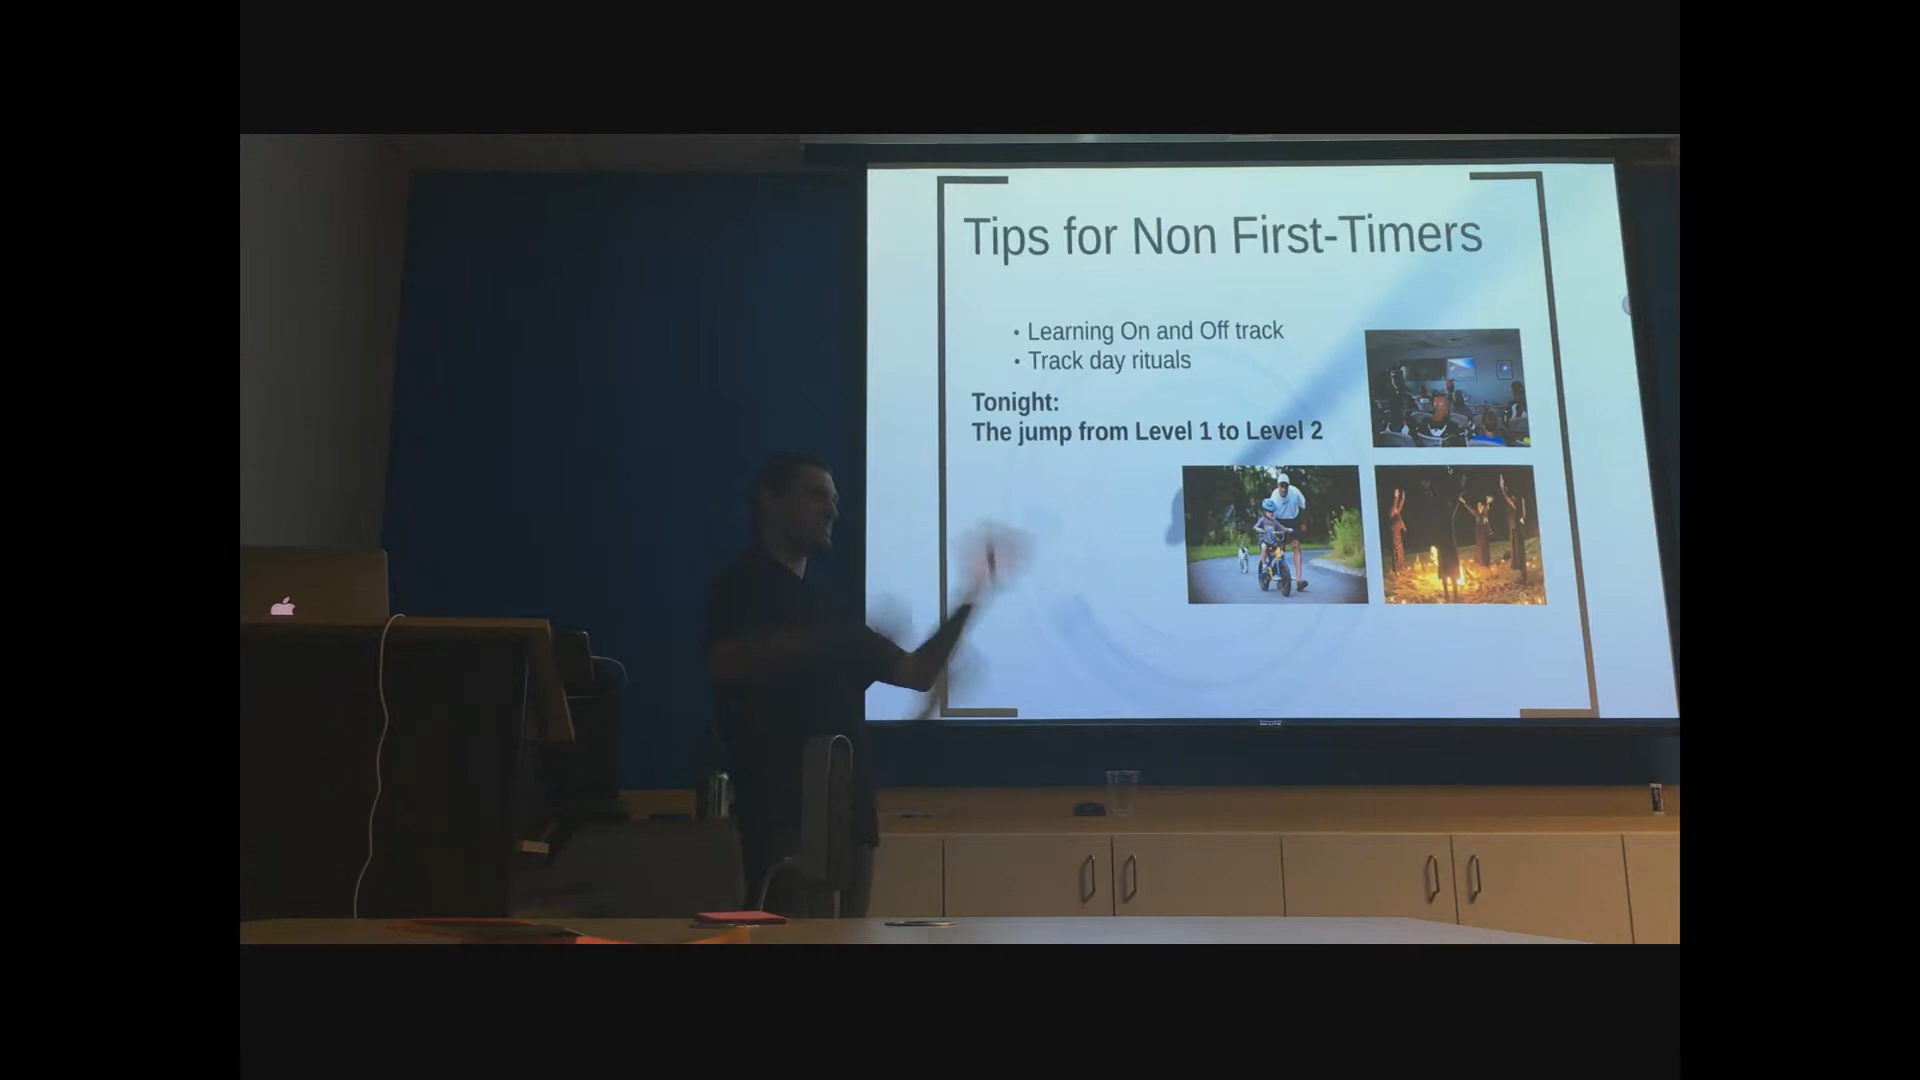 Tips for Non First-Timers
• Learning On and Off track
• Track day rituals
Tonight:
The jump from Level 1 to Level 2